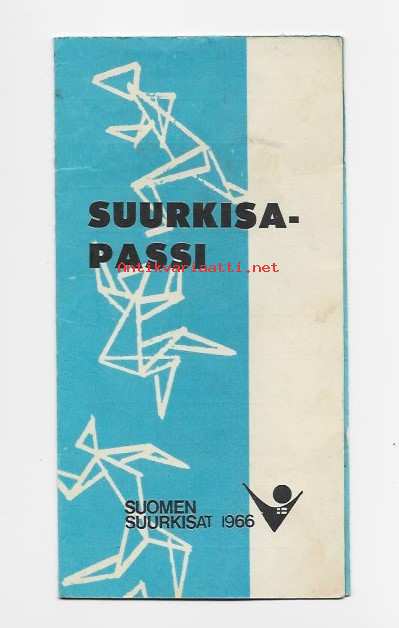 SUURKISA-
PASSI
Antikvariaatti.net
SUOMEN
SUURKISAT 1966